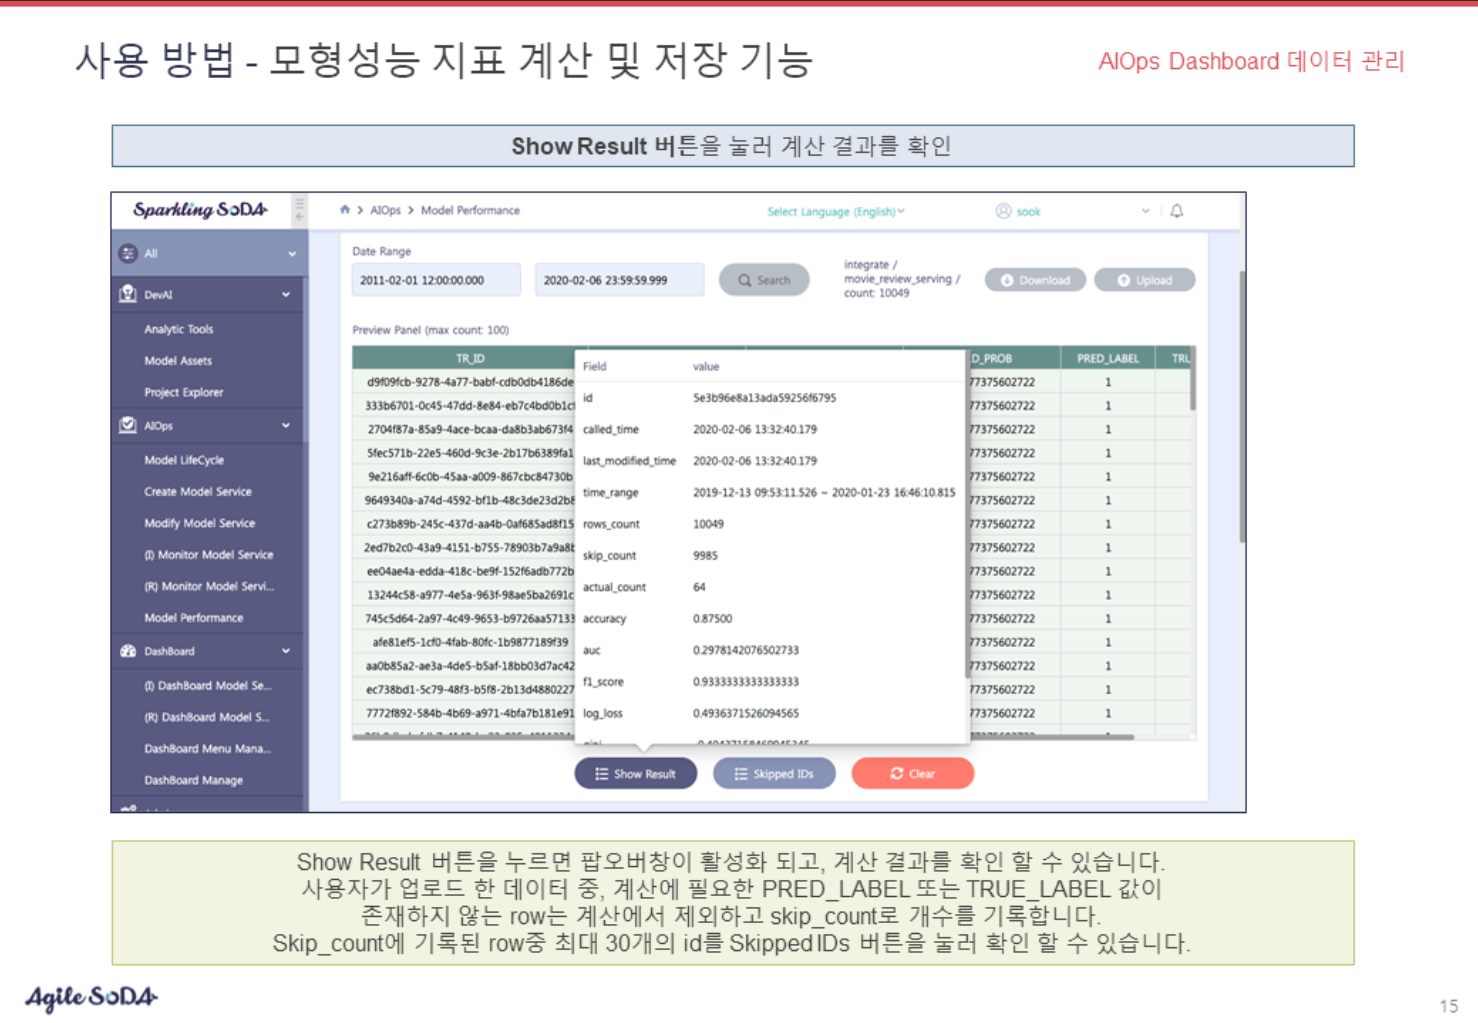 사용 방법 - 모형성능 지표 계산 및 저장 기능
AIOps Dashboard 데이터 관리
Show Result 버튼을 눌러 계산 결과를 확인
Sparkling SoDA
AIOps > Model Performance
Select Language (English)
sook
All
DevAI
Analytic Tools
Model Assets
Project Explorer
AIOps
Model LifeCycle
Create Model Service
Modify Model Service
(I) Monitor Model Service
(R) Monitor Model Servi...
Model Performance
DashBoard
(I) DashBoard Model Se...
(R) DashBoard Model S...
DashBoard Menu Mana...
DashBoard Manage
Date Range
2011-02-01 12:00:00.000
2020-02-06 23:59:59.999
Search
integrate /
movie_review_serving /
count: 10049
Download
Upload
Preview Panel (max count: 100)
TR_ID D_PROB PRED_LABEL TRU
d9f09fcb-9278-4a77-babf-cdb0db4186de 77375602722 1
333b6701-0c45-47dd-8e84-eb7c4bd0b1c 77375602722 1
2704f87a-85a9-4ace-bcaa-da8b3ab673f4 77375602722 1
5fec571b-22e5-460d-9c3e-2b17b6389fa1 77375602722 1
9e216aff-6c0b-45aa-a009-867cbc84730b 77375602722 1
9649340a-a74d-4592-bf1b-48c3de23d2b8 77375602722 1
c273b89b-245c-437d-aa4b-0af685ad8f15 77375602722 1
2ed7b2c0-43a9-4151-b755-78903b7a9a8 77375602722 1
ee04ae4a-edda-418c-be9f-152f6adb772b 77375602722 1
13244c58-a977-4e5a-963f-98ae5ba2691c 77375602722 1
745c5d64-2a97-4c49-9653-b9726aa57133 77375602722 1
afe81ef5-1cf0-4fab-80fc-1b9877189f39 77375602722 1
aa0b85a2-ae3a-4de5-b5af-18bb03d7ac42 77375602722 1
ec738bd1-5c79-48f3-b5f8-2b13d4880227 77375602722 1
7772f892-584b-4b69-a971-4bfa7b181e91 77375602722 1
Field value
id 5e3b96e8a13ada59256f6795
called_time 2020-02-06 13:32:40.179
last_modified_time 2020-02-06 13:32:40.179
time_range 2019-12-13 09:53:11.526 ~ 2020-01-23 16:46:10.815
rows_count 10049
skip_count 9985
actual_count 64
accuracy 0.87500
auc 0.2978142076502733
f1_score 0.9333333333333333
log_loss 0.4936371526094565
Show Result
Skipped IDs
Clear
Show Result 버튼을 누르면 팝오버창이 활성화 되고, 계산 결과를 확인 할 수 있습니다.
사용자가 업로드 한 데이터 중, 계산에 필요한 PRED_LABEL 또는 TRUE_LABEL 값이
존재하지 않는 row는 계산에서 제외하고 skip_count로 개수를 기록합니다.
Skip_count에 기록된 row중 최대 30개의 id를 Skipped IDs 버튼을 눌러 확인 할 수 있습니다.
Agile SoDA
15